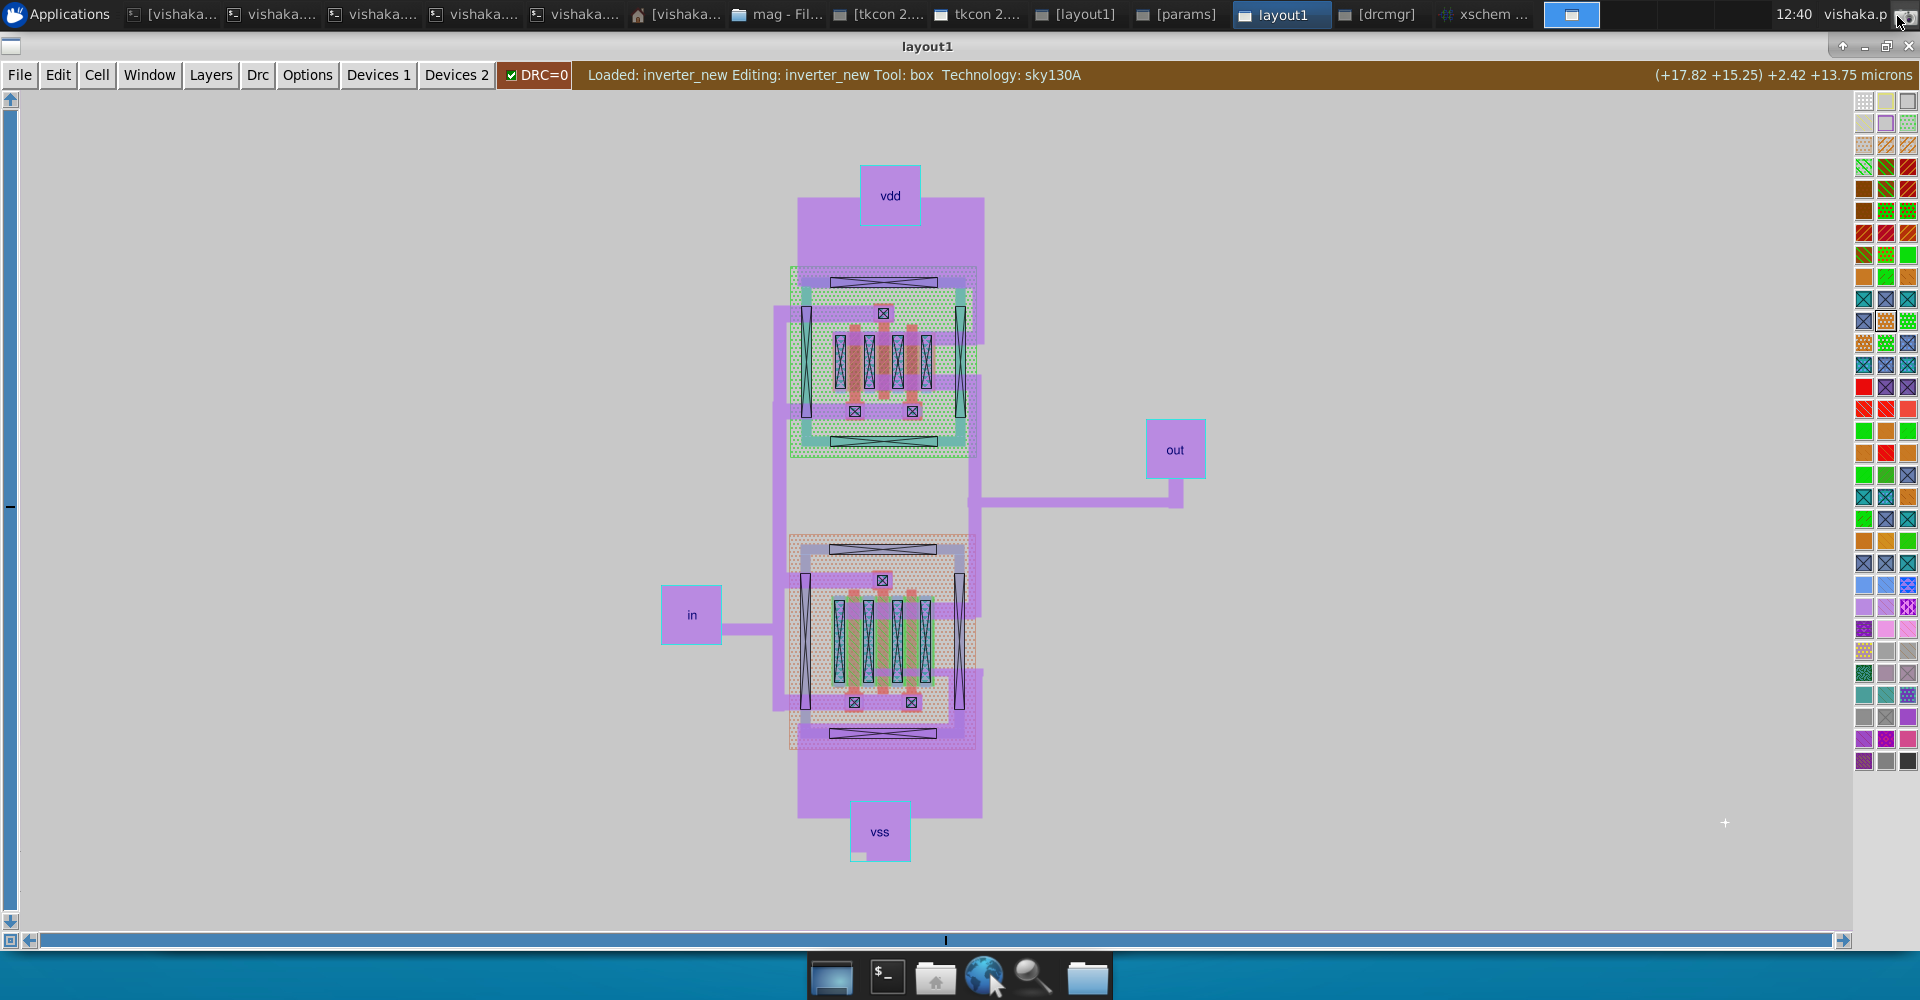 Applications [vishaka... vishaka.... vishaka.... vishaka.... vishaka.... [vishaka... mag - Fil... [tkcon 2.... tkcon 2.... [layout1] [params] layout1 [drcmgr] xschem ... 12:40 vishaka.p
layout1
File Edit Cell Window Layers Drc Options Devices 1 Devices 2 DRC=0 Loaded: inverter_new Editing: inverter_new Tool: box Technology: sky130A (+17.82 +15.25) +2.42 +13.75 microns
vdd
out
in
vss
$_